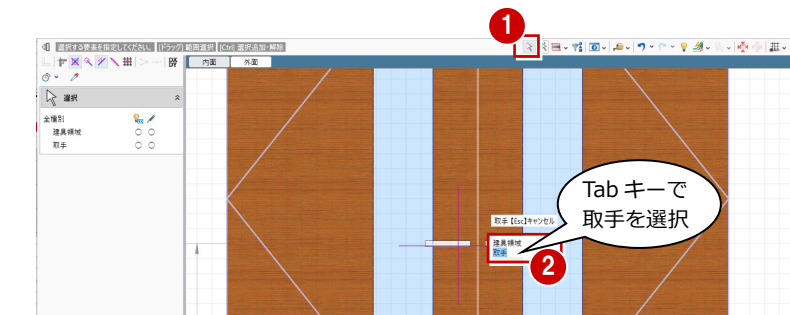 1
選択する要素を指定してください。 [ドラッグ] 範囲選択 [Ctrl] 選択追加・解除
内面 外面
選択
全種別
建具領域
取手
Tab キーで
取手を選択
取手【Esc】キャンセル
建具領域
取手
2